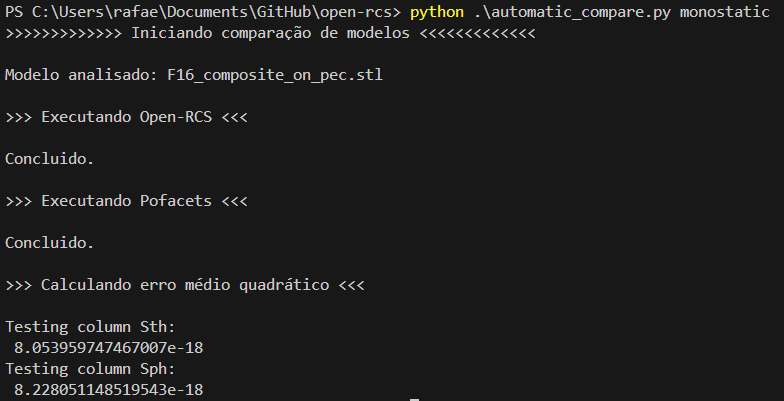 PS C:\Users\rafae\Documents\GitHub\open-rcs> python .\automatic_compare.py monostatic
>>>>>>>>>>>>> Iniciando comparação de modelos <<<<<<<<<<<<<
Modelo analisado: F16_composite_on_pec.stl
>>> Executando Open-RCS <<<
Concluido.
>>> Executando Pofacets <<<
Concluido.
>>> Calculando erro médio quadrático <<<
Testing column Sth:
8.053959747467007e-18
Testing column Sph:
8.228051148519543e-18